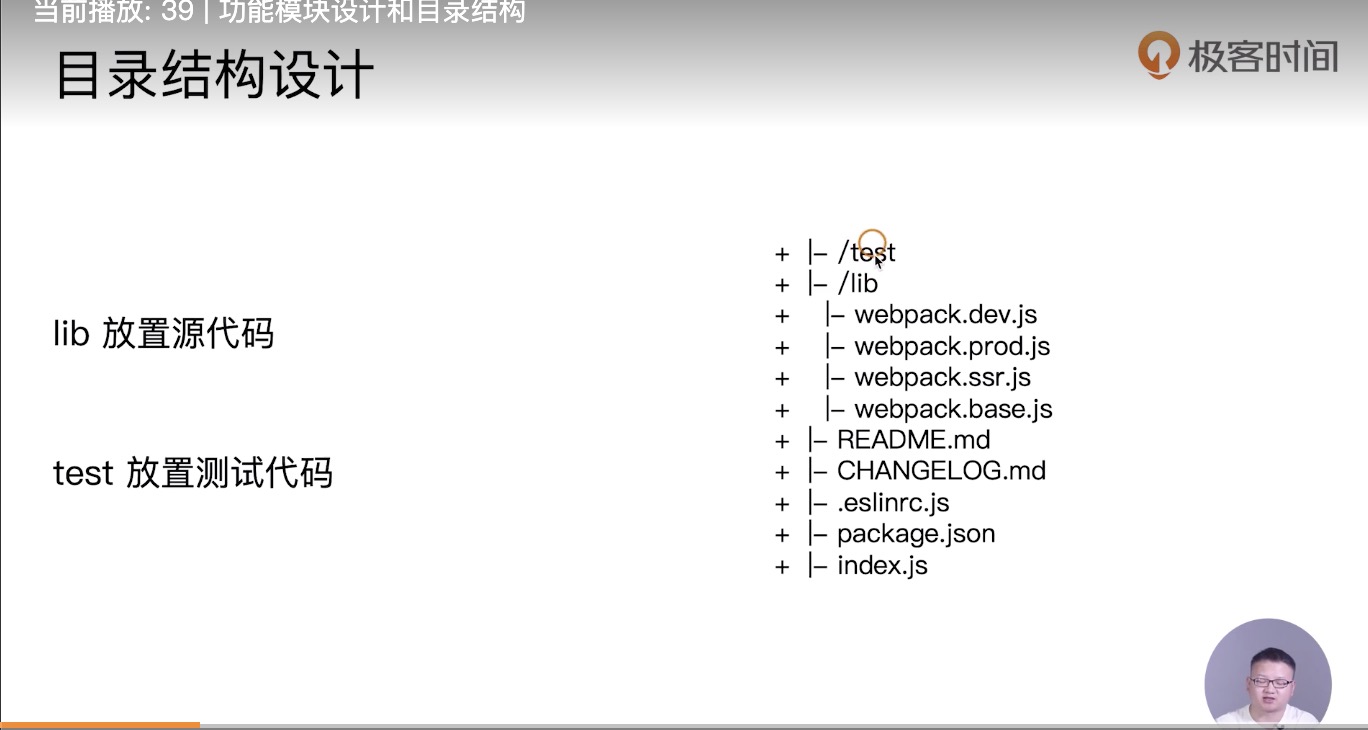 当前播放: 39 | 功能模块设计和目录结构
目录结构设计
极客时间
lib 放置源代码
test 放置测试代码
+ |– /test
+ |– /lib
+ |– webpack.dev.js
+ |– webpack.prod.js
+ |– webpack.ssr.js
+ |– webpack.base.js
+ |– README.md
+ |– CHANGELOG.md
+ |– .eslinrc.js
+ |– package.json
+ |– index.js